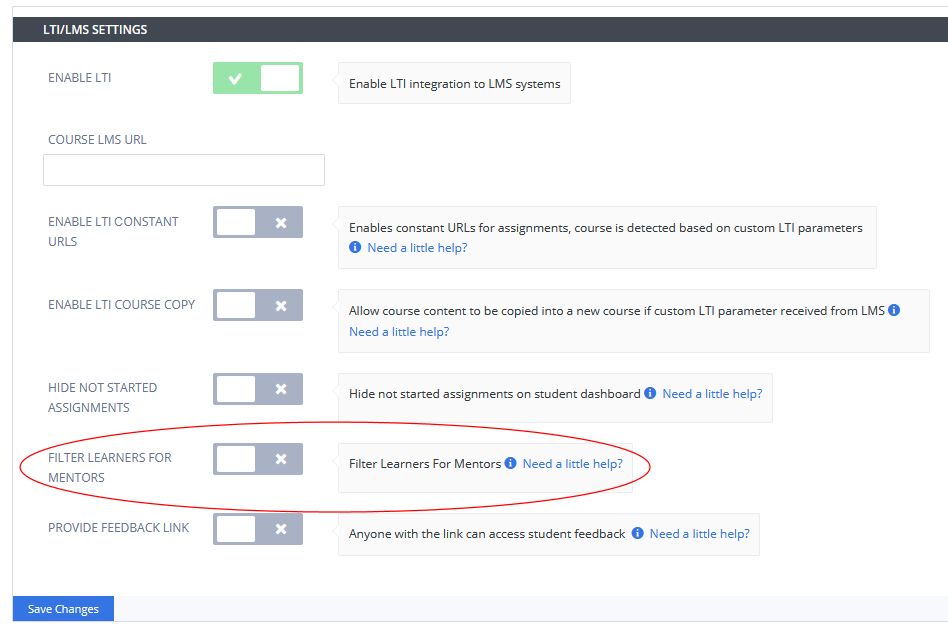 LTI/LMS SETTINGS
ENABLE LTI
Enable LTI integration to LMS systems
COURSE LMS URL
ENABLE LTI CONSTANT
URLS
Enables constant URLs for assignments, course is detected based on custom LTI parameters
Need a little help?
ENABLE LTI COURSE COPY
Allow course content to be copied into a new course if custom LTI parameter received from LMS
Need a little help?
HIDE NOT STARTED
ASSIGNMENTS
Hide not started assignments on student dashboard Need a little help?
FILTER LEARNERS FOR
MENTORS
Filter Learners For Mentors Need a little help?
PROVIDE FEEDBACK LINK
Anyone with the link can access student feedback Need a little help?
Save Changes